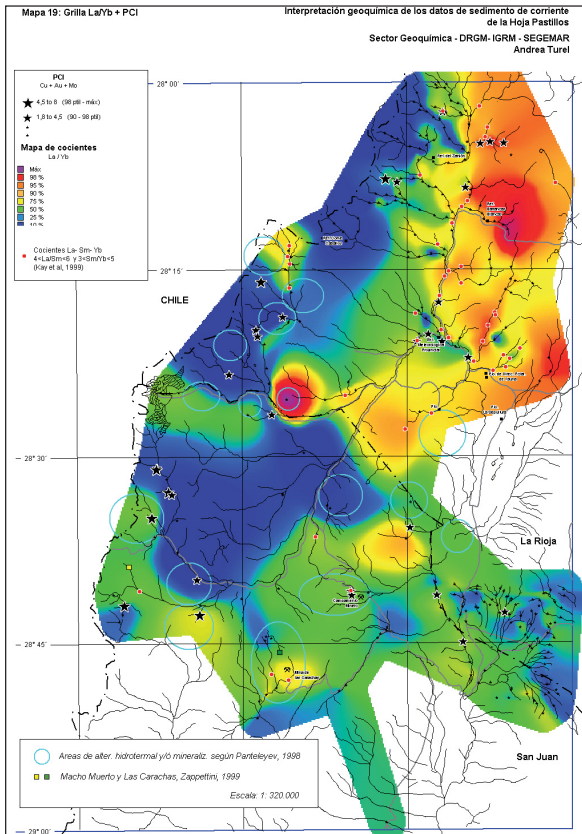 Mapa 19: Grilla La/Yb + PCI
Interpretación geoquímica de los datos de sedimento de corriente
de la Hoja Pastillos
Sector Geoquímica - DRGM- IGRM - SEGEMAR
Andrea Turel
PCI
Cu + Au + Mo
4,5 to 8 (98 ptil - máx)
1,8 to 4,5 (90 - 98 ptil)
Mapa de cocientes
La / Yb
Máx
98 %
95 %
90 %
75 %
50 %
25 %
10 %
Cocientes La- Sm- Yb
4<La/Sm<6 y 3<Sm/Yb<5
(Kay et al, 1999)
28° 00'
28° 15'
CHILE
28° 30'
La Rioja
28° 45'
San Juan
29° 00'
Areas de alter. hidrotermal y/ó mineraliz. según Panteleyev, 1998
Macho Muerto y Las Carachas, Zappettini, 1999
Escala: 1: 320.000